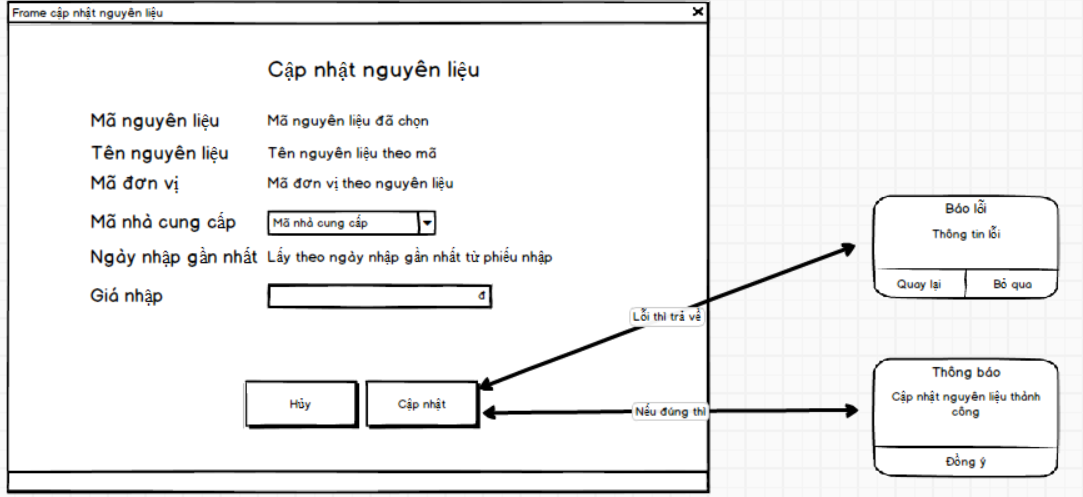 Frame cập nhật nguyên liệu
Cập nhật nguyên liệu
Mã nguyên liệu Mã nguyên liệu đã chọn
Tên nguyên liệu Tên nguyên liệu theo mã
Mã đơn vị Mã đơn vị theo nguyên liệu
Mã nhà cung cấp Mã nhà cung cấp
Ngày nhập gần nhất Lấy theo ngày nhập gần nhất từ phiếu nhập
Giá nhập đ
Hủy Cập nhật
Lỗi thì trả về
Nếu đúng thì
Báo lỗi
Thông tin lỗi
Quay lại Bỏ qua
Thông báo
Cập nhật nguyên liệu thành
công
Đồng ý